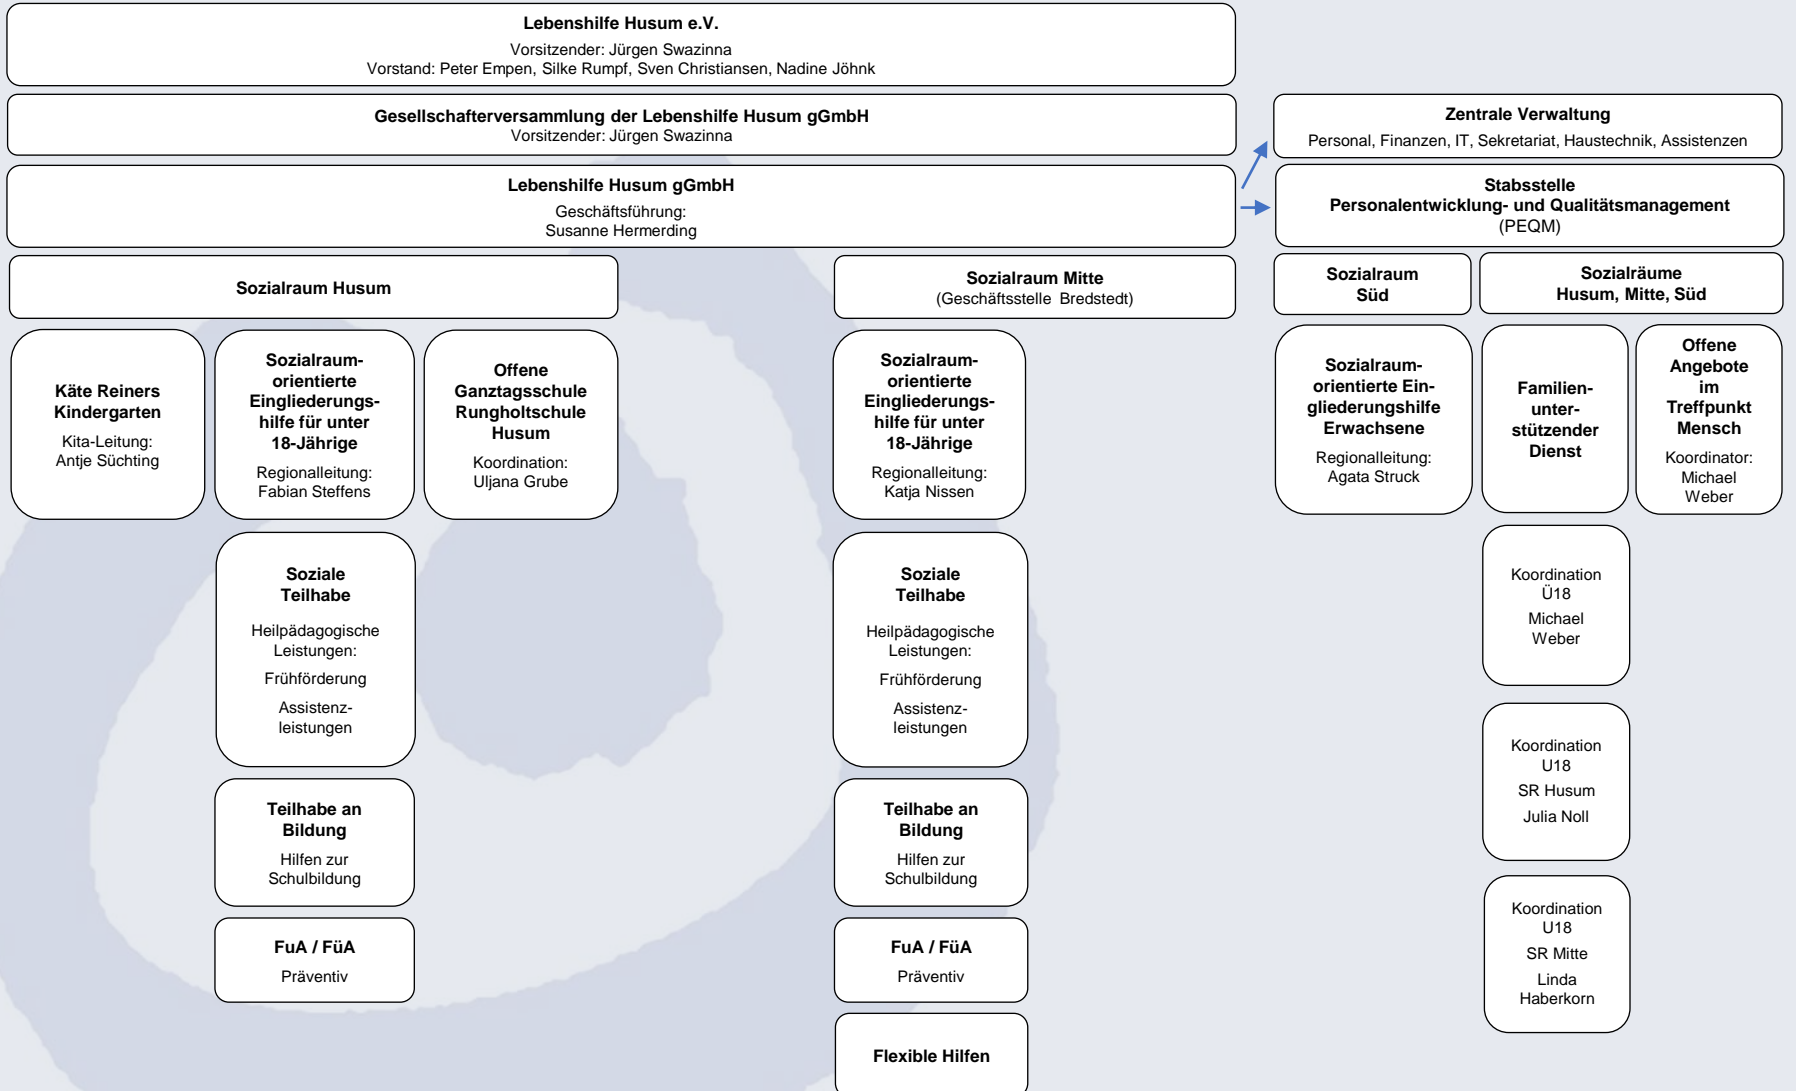 Lebenshilfe Husum e.V.
Vorsitzender: Jürgen Swazinna
Vorstand: Peter Empen, Silke Rumpf, Sven Christiansen, Nadine Jöhnk
Gesellschafterversammlung der Lebenshilfe Husum gGmbH
Vorsitzender: Jürgen Swazinna
Lebenshilfe Husum gGmbH
Geschäftsführung:
Susanne Hermerding
Zentrale Verwaltung
Personal, Finanzen, IT, Sekretariat, Haustechnik, Assistenzen
Stabsstelle
Personalentwicklung- und Qualitätsmanagement
(PEQM)
Sozialraum Husum
Käte Reiners
Kindergarten
Kita-Leitung:
Antje Süchting
Sozialraum-
orientierte
Eingliederungs-
hilfe für unter
18-Jährige
Regionalleitung:
Fabian Steffens
Soziale
Teilhabe
Heilpädagogische
Leistungen:
Frühförderung
Assistenz-
leistungen
Teilhabe an
Bildung
Hilfen zur
Schulbildung
FuA / FüA
Präventiv
Offene
Ganztagsschule
Rungholtschule
Husum
Koordination:
Uljana Grube
Sozialraum Mitte
(Geschäftsstelle Bredstedt)
Sozialraum-
orientierte
Eingliederungs-
hilfe für unter
18-Jährige
Regionalleitung:
Katja Nissen
Soziale
Teilhabe
Heilpädagogische
Leistungen:
Frühförderung
Assistenz-
leistungen
Teilhabe an
Bildung
Hilfen zur
Schulbildung
FuA / FüA
Präventiv
Flexible Hilfen
Sozialraum
Süd
Sozialraum-
orientierte Ein-
gliederungshilfe
Erwachsene
Regionalleitung:
Agata Struck
Sozialräume
Husum, Mitte, Süd
Familien-
unter-
stützender
Dienst
Koordination
Ü18
Michael
Weber
Koordination
U18
SR Husum
Julia Noll
Koordination
U18
SR Mitte
Linda
Haberkorn
Offene
Angebote
im
Treffpunkt
Mensch
Koordinator:
Michael
Weber